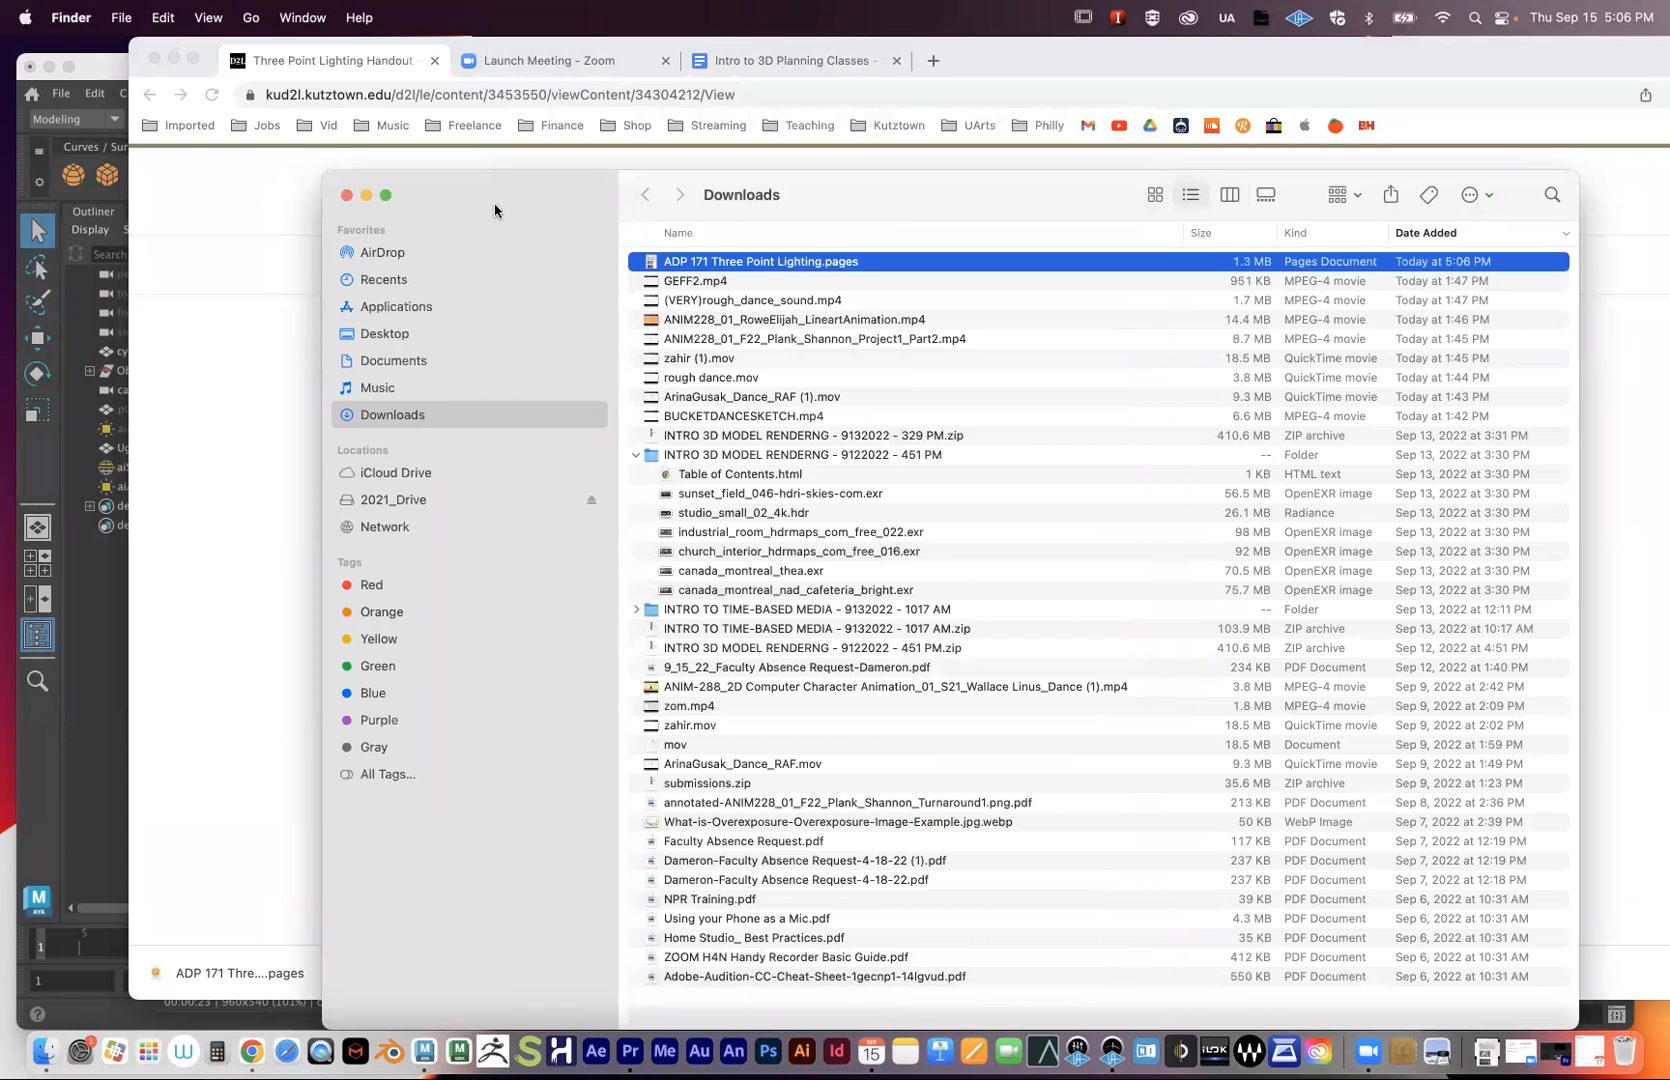 Finder File Edit View Go Window Help UA Thu Sep 15 5:06 PM
Three Point Lighting Handout - Launch Meeting - Zoom Intro to 3D Planning Classes -
kud2l.kutztown.edu/d2l/le/content/3453550/viewContent/34304212/View
Imported Jobs Vid Music Freelance Finance Shop Streaming Teaching Kutztown UArts Philly
File Edit
Modeling
Curves / Sur
Outliner
Display
Search
Downloads
Favorites
AirDrop
Recents
Applications
Desktop
Documents
Music
Downloads
Locations
iCloud Drive
2021_Drive
Network
Tags
Red
Orange
Yellow
Green
Blue
Purple
Gray
All Tags...
Name Size Kind Date Added
ADP 171 Three Point Lighting.pages 1.3 MB Pages Document Today at 5:06 PM
GEFF2.mp4 951 KB MPEG-4 movie Today at 1:47 PM
(VERY)rough_dance_sound.mp4 1.7 MB MPEG-4 movie Today at 1:47 PM
ANIM228_01_RoweElijah_LineartAnimation.mp4 14.4 MB MPEG-4 movie Today at 1:46 PM
ANIM228_01_F22_Plank_Shannon_Project1_Part2.mp4 8.7 MB MPEG-4 movie Today at 1:45 PM
zahir (1).mov 18.5 MB QuickTime movie Today at 1:45 PM
rough dance.mov 3.8 MB QuickTime movie Today at 1:44 PM
ArinaGusak_Dance_RAF (1).mov 9.3 MB QuickTime movie Today at 1:43 PM
BUCKETDANCESKETCH.mp4 6.6 MB MPEG-4 movie Today at 1:42 PM
INTRO 3D MODEL RENDERNG - 9132022 - 329 PM.zip 410.6 MB ZIP archive Sep 13, 2022 at 3:31 PM
INTRO 3D MODEL RENDERNG - 9122022 - 451 PM -- Folder Sep 13, 2022 at 3:30 PM
Table of Contents.html 1 KB HTML text Sep 13, 2022 at 3:30 PM
sunset_field_046-hdri-skies-com.exr 56.5 MB OpenEXR image Sep 13, 2022 at 3:30 PM
studio_small_02_4k.hdr 26.1 MB Radiance Sep 13, 2022 at 3:30 PM
industrial_room_hdrmaps_com_free_022.exr 98 MB OpenEXR image Sep 13, 2022 at 3:30 PM
church_interior_hdrmaps_com_free_016.exr 92 MB OpenEXR image Sep 13, 2022 at 3:30 PM
canada_montreal_thea.exr 70.5 MB OpenEXR image Sep 13, 2022 at 3:30 PM
canada_montreal_nad_cafeteria_bright.exr 75.7 MB OpenEXR image Sep 13, 2022 at 3:30 PM
INTRO TO TIME-BASED MEDIA - 9132022 - 1017 AM -- Folder Sep 13, 2022 at 12:11 PM
INTRO TO TIME-BASED MEDIA - 9132022 - 1017 AM.zip 103.9 MB ZIP archive Sep 13, 2022 at 10:17 AM
INTRO 3D MODEL RENDERNG - 9122022 - 451 PM.zip 410.6 MB ZIP archive Sep 12, 2022 at 4:51 PM
9_15_22_Faculty Absence Request-Dameron.pdf 234 KB PDF Document Sep 12, 2022 at 1:40 PM
ANIM-288_2D Computer Character Animation_01_S21_Wallace Linus_Dance (1).mp4 3.8 MB MPEG-4 movie Sep 9, 2022 at 2:42 PM
zom.mp4 1.8 MB MPEG-4 movie Sep 9, 2022 at 2:09 PM
zahir.mov 18.5 MB QuickTime movie Sep 9, 2022 at 2:02 PM
mov 18.5 MB Document Sep 9, 2022 at 1:59 PM
ArinaGusak_Dance_RAF.mov 9.3 MB QuickTime movie Sep 9, 2022 at 1:49 PM
submissions.zip 35.6 MB ZIP archive Sep 9, 2022 at 1:23 PM
annotated-ANIM228_01_F22_Plank_Shannon_Turnaround1.png.pdf 213 KB PDF Document Sep 8, 2022 at 2:36 PM
What-is-Overexposure-Overexposure-Image-Example.jpg.webp 50 KB WebP Image Sep 7, 2022 at 2:39 PM
Faculty Absence Request.pdf 117 KB PDF Document Sep 7, 2022 at 12:19 PM
Dameron-Faculty Absence Request-4-18-22 (1).pdf 237 KB PDF Document Sep 7, 2022 at 12:19 PM
Dameron-Faculty Absence Request-4-18-22.pdf 237 KB PDF Document Sep 7, 2022 at 12:18 PM
NPR Training.pdf 39 KB PDF Document Sep 6, 2022 at 10:31 AM
Using your Phone as a Mic.pdf 4.3 MB PDF Document Sep 6, 2022 at 10:31 AM
Home Studio_ Best Practices.pdf 35 KB PDF Document Sep 6, 2022 at 10:31 AM
ZOOM H4N Handy Recorder Basic Guide.pdf 412 KB PDF Document Sep 6, 2022 at 10:31 AM
Adobe-Audition-CC-Cheat-Sheet-1gecnp1-14lgvud.pdf 550 KB PDF Document Sep 6, 2022 at 10:31 AM
5
1
1
ADP 171 Thre....pages
00:00:23 960x540 (101%)
Ae Pr Me Au An Ps Ai Id SEP 15